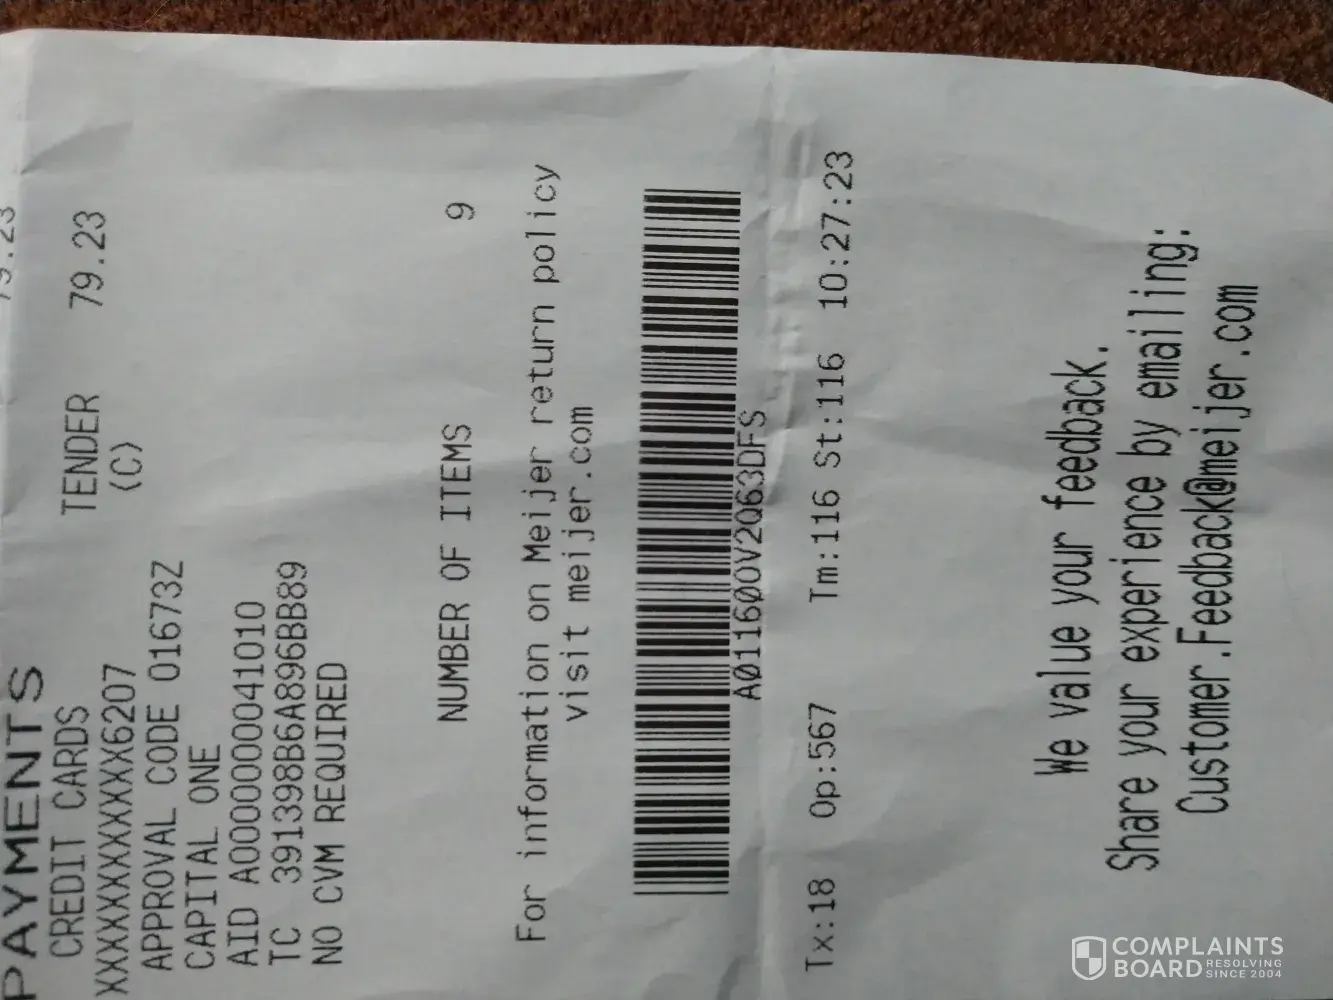 79.23
PAYMENTS
CREDIT CARDS TENDER 79.23
XXXXXXXXXXXX6207 (C)
APPROVAL CODE 01673Z
CAPITAL ONE
AID A0000000041010
TC 391398B6A896BB89
NO CVM REQUIRED
NUMBER OF ITEMS 9
For information on Meijer return policy
visit meijer.com
A01160OV2Q63DFS
Tx:18 Op:567 Tm:116 St:116 10:27:23
We value your feedback.
Share your experience by emailing:
Customer.Feedback@meijer.com
COMPLAINTS
BOARD RESOLVING
SINCE 2004